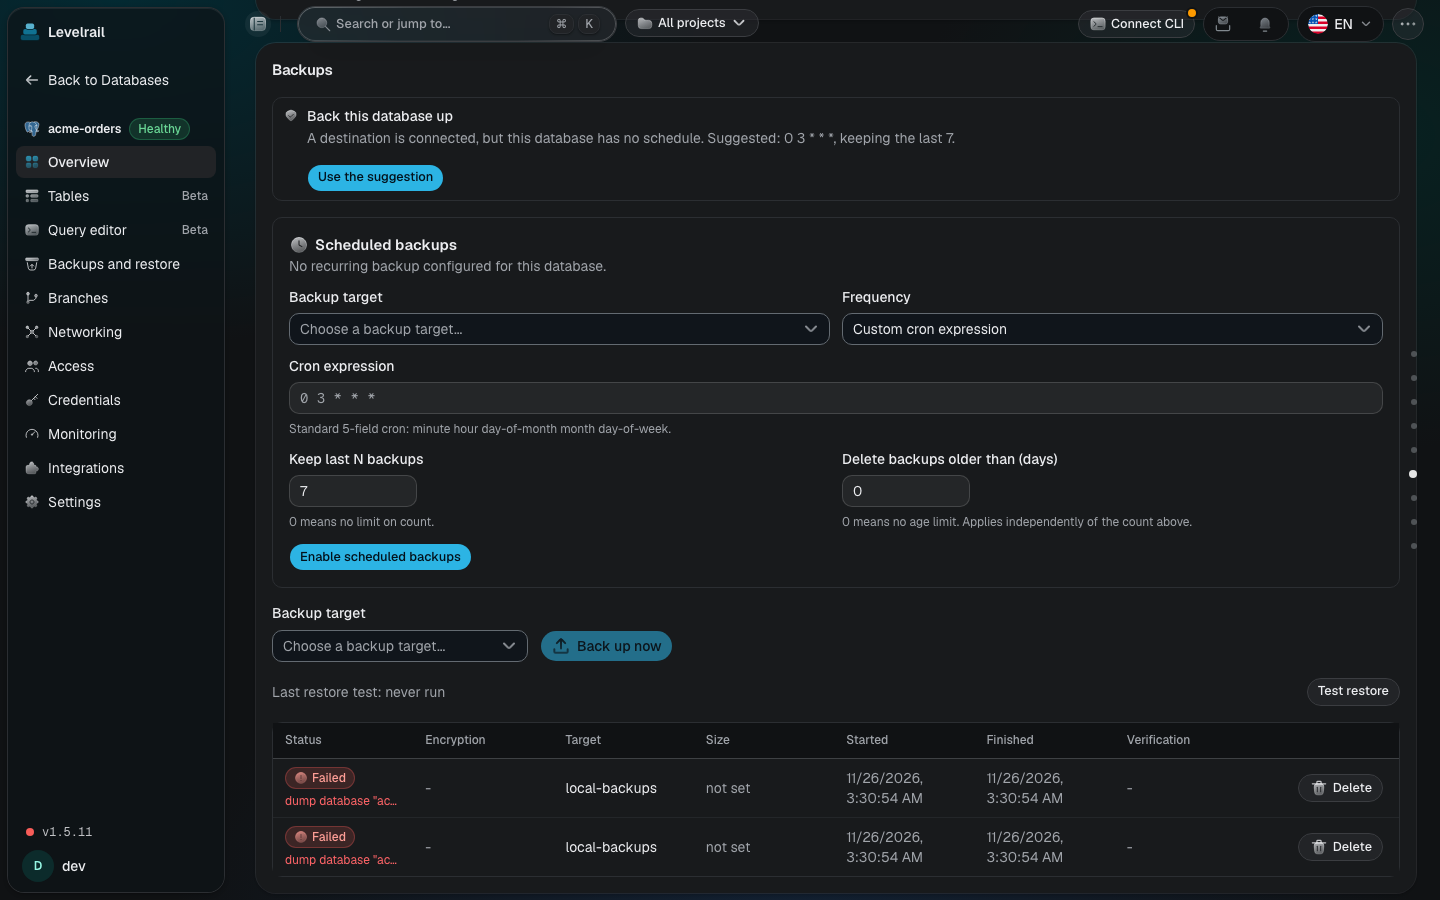 Levelrail
Search or jump to...
⌘ K
All projects
Connect CLI
EN
Back to Databases
acme-orders
Healthy
Overview
Tables
Beta
Query editor
Beta
Backups and restore
Branches
Networking
Access
Credentials
Monitoring
Integrations
Settings
v1.5.11
D
dev
Backups
Back this database up
A destination is connected, but this database has no schedule. Suggested: 0 3 * * *, keeping the last 7.
Use the suggestion
Scheduled backups
No recurring backup configured for this database.
Backup target
Frequency
Choose a backup target...
Custom cron expression
Cron expression
0 3 * * *
Standard 5-field cron: minute hour day-of-month month day-of-week.
Keep last N backups
Delete backups older than (days)
7
0
0 means no limit on count.
0 means no age limit. Applies independently of the count above.
Enable scheduled backups
Backup target
Choose a backup target...
Back up now
Last restore test: never run
Test restore
Status Encryption Target Size Started Finished Verification
Failed
dump database "ac...
-
local-backups
not set
11/26/2026,
3:30:54 AM
11/26/2026,
3:30:54 AM
-
Delete
Failed
dump database "ac...
-
local-backups
not set
11/26/2026,
3:30:54 AM
11/26/2026,
3:30:54 AM
-
Delete